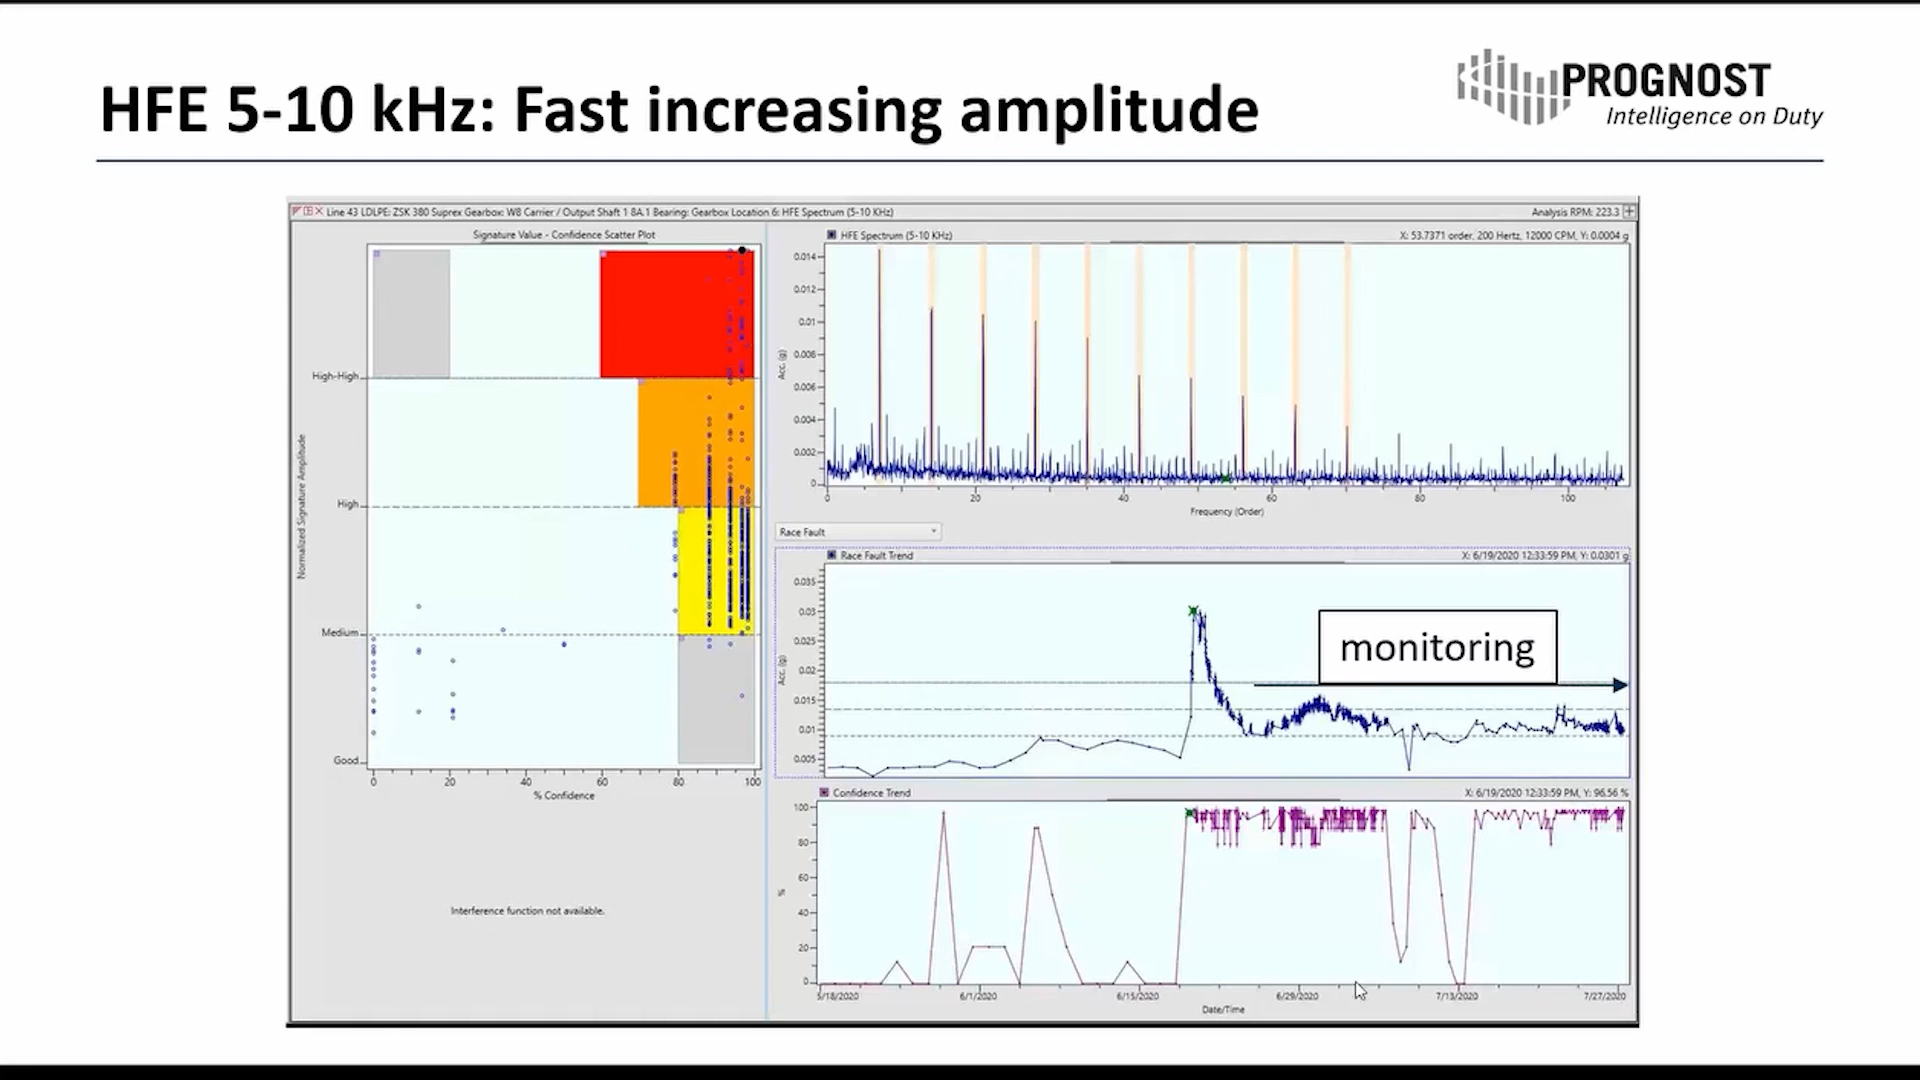 HFE 5-10 kHz: Fast increasing amplitude
PROGNOST
Intelligence on Duty
Line 43 LDLPE: ZSK 380 Suprex Gearbox: W8 Carrier / Output Shaft 1 8A.1 Bearing: Gearbox Location 6: HFE Spectrum (5-10 KHz)
Analysis RPM: 223.3
Signature Value - Confidence Scatter Plot
Normalized Signature Amplitude
High-High
High
Medium
Good
0 20 40 60 80 100
% Confidence
Interference function not available.
HFE Spectrum (5-10 KHz)
X: 53.7371 order, 200 Hertz, 12000 CPM, Y: 0.0004 g
Acc. (g)
0.014
0.012
0.01
0.008
0.006
0.004
0.002
0
0 20 40 60 80 100
Frequency (Order)
Race Fault
Race Fault Trend
X: 6/19/2020 12:33:59 PM, Y: 0.0301 g
Acc. (g)
0.035
0.03
0.025
0.02
0.015
0.01
0.005
monitoring
Confidence Trend
X: 6/19/2020 12:33:59 PM, Y: 96.56 %
%
100
80
60
40
20
0
5/18/2020 6/1/2020 6/15/2020 6/29/2020 7/13/2020 7/27/2020
Date/Time